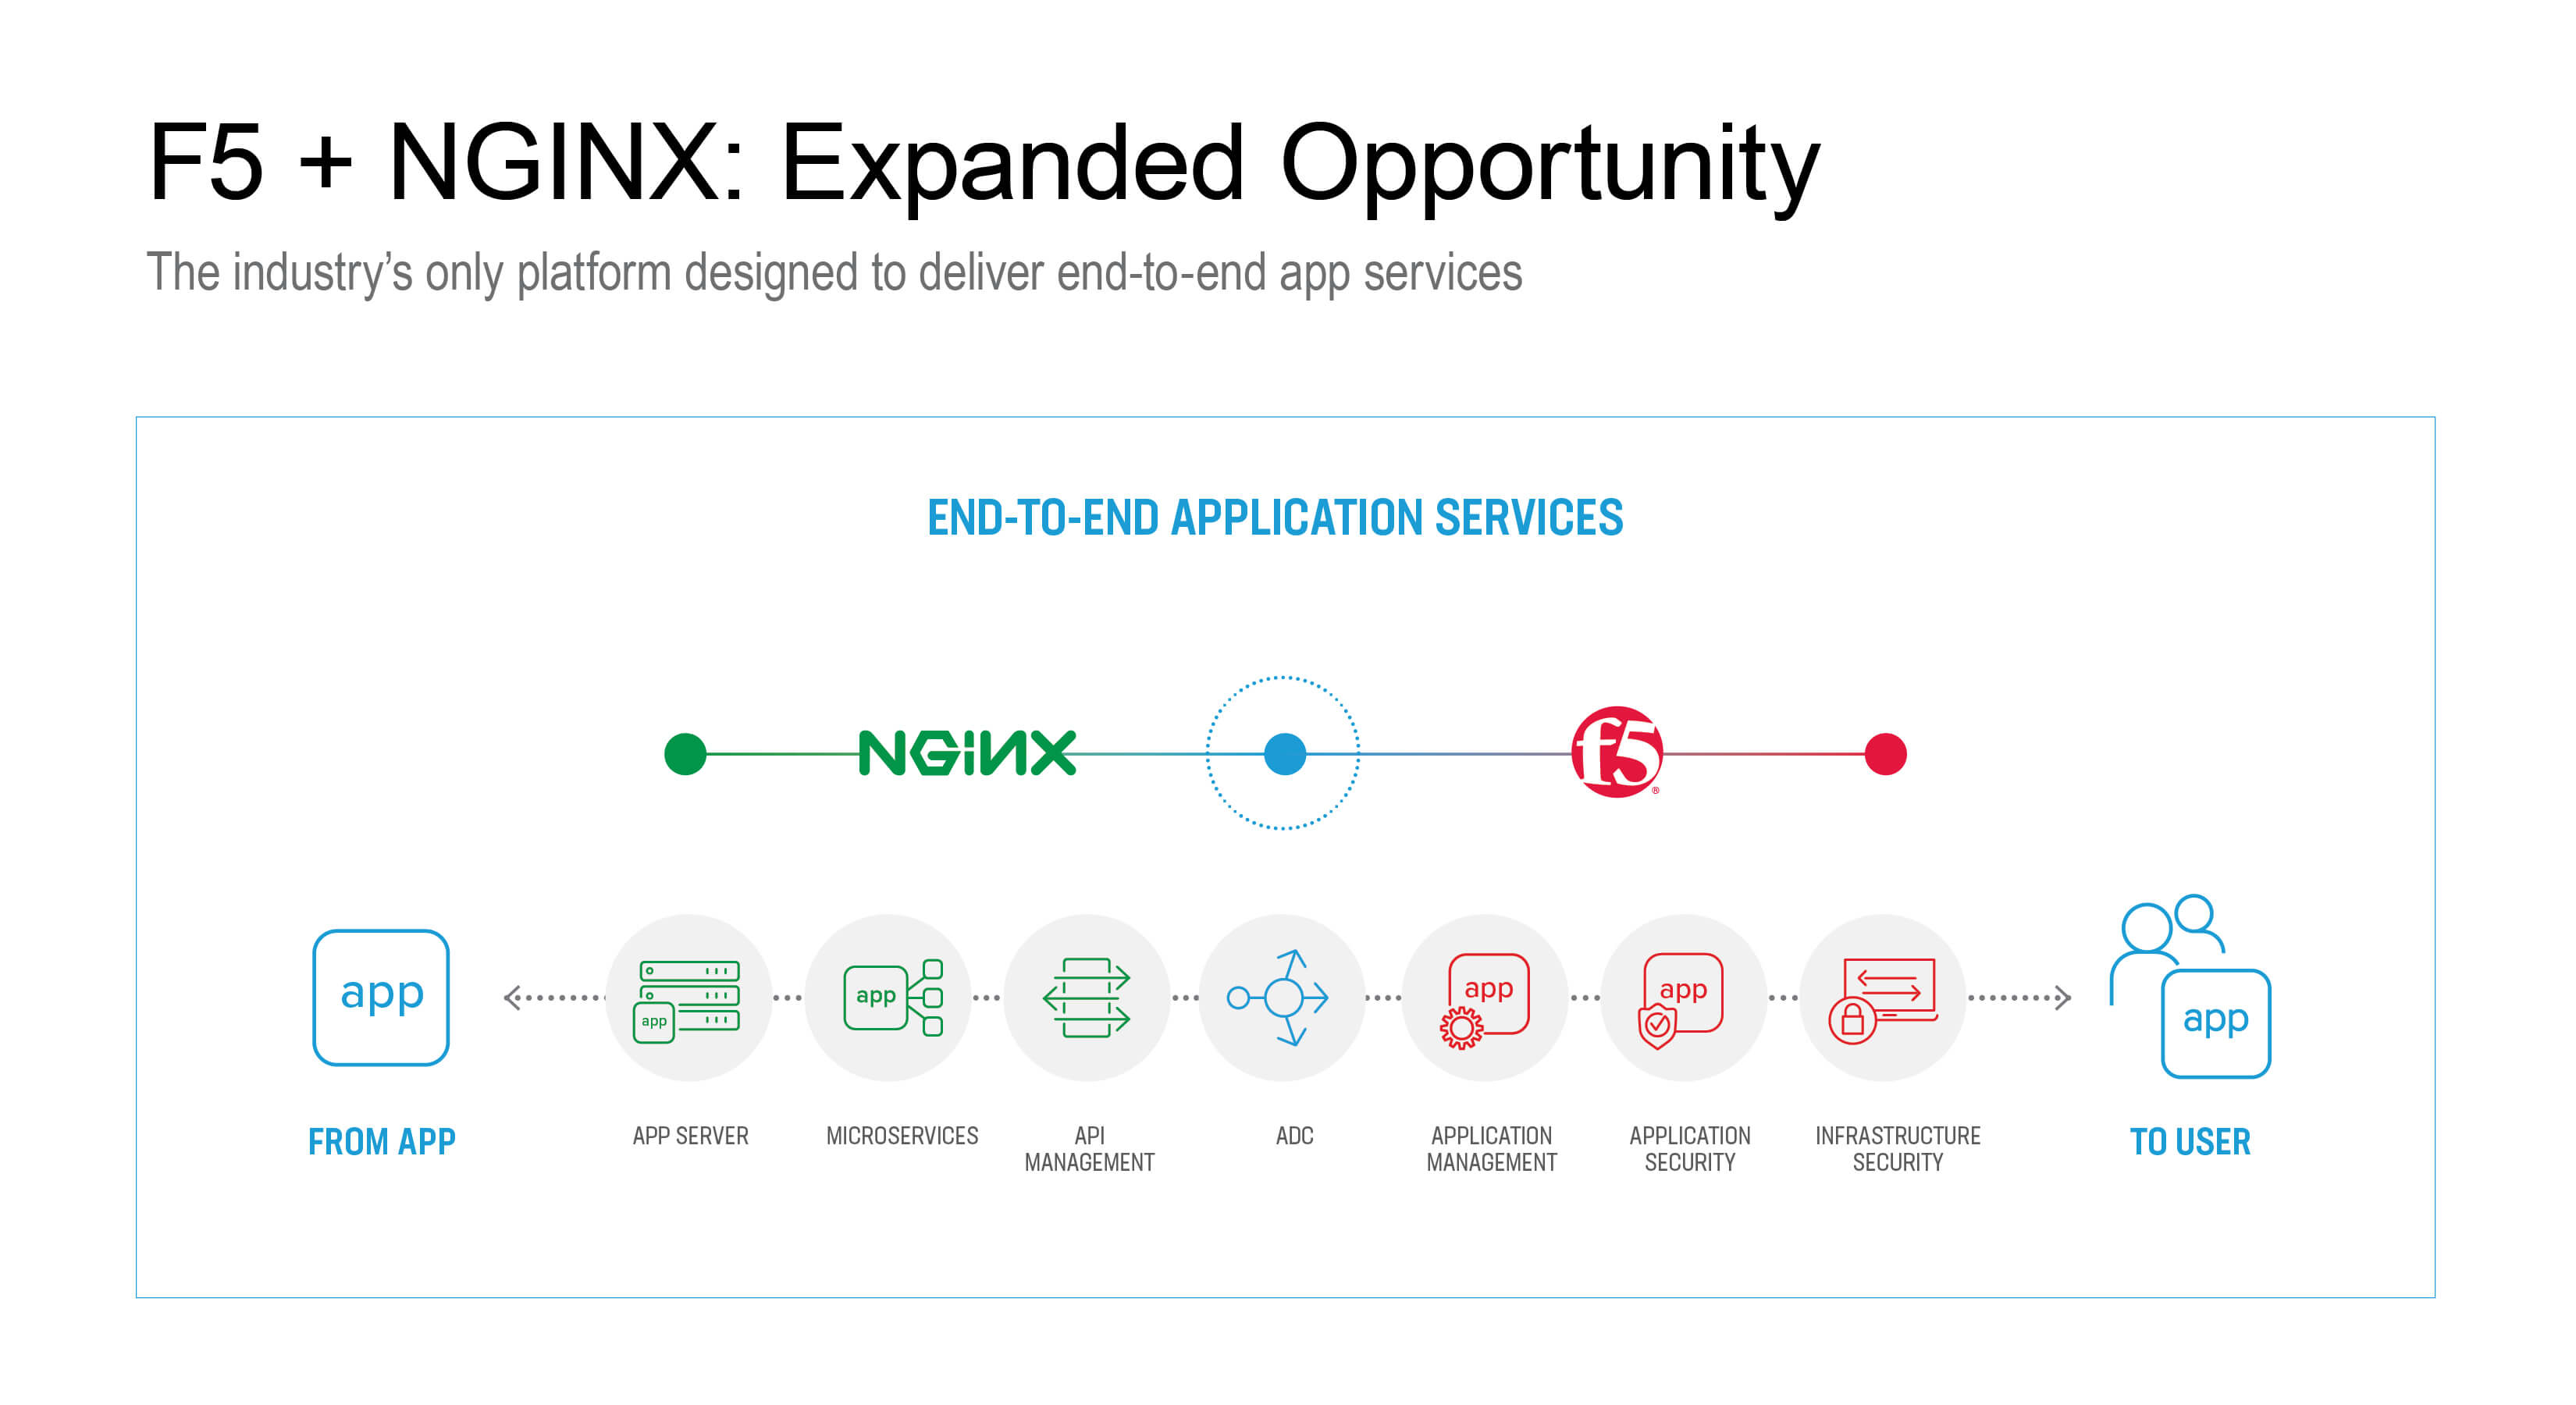 F5 + NGINX: Expanded Opportunity
The industry’s only platform designed to deliver end-to-end app services
END-TO-END APPLICATION SERVICES
NGiNX
f5®
app
app
app
app
app
app
FROM APP
APP SERVER
MICROSERVICES
API
MANAGEMENT
ADC
APPLICATION
MANAGEMENT
APPLICATION
SECURITY
INFRASTRUCTURE
SECURITY
TO USER